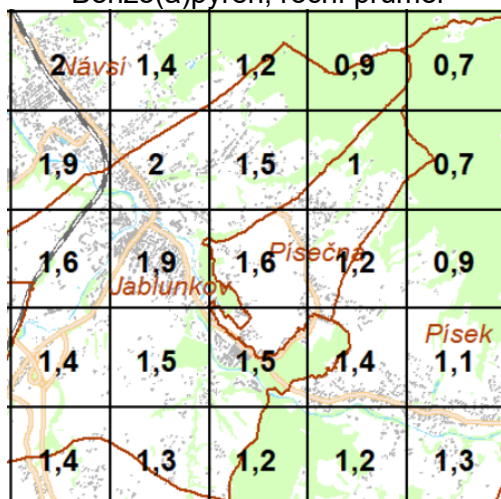 Benzo(a)pyren, roční průměr
2 Návsí 1,4 1,2 0,9 0,7
1,9 2 1,5 1 0,7
1,6 1,9 1,6 Písečná 1,2 0,9
Jablunkov
Písek
1,4 1,5 1,5 1,4 1,1
1,4 1,3 1,2 1,2 1,3